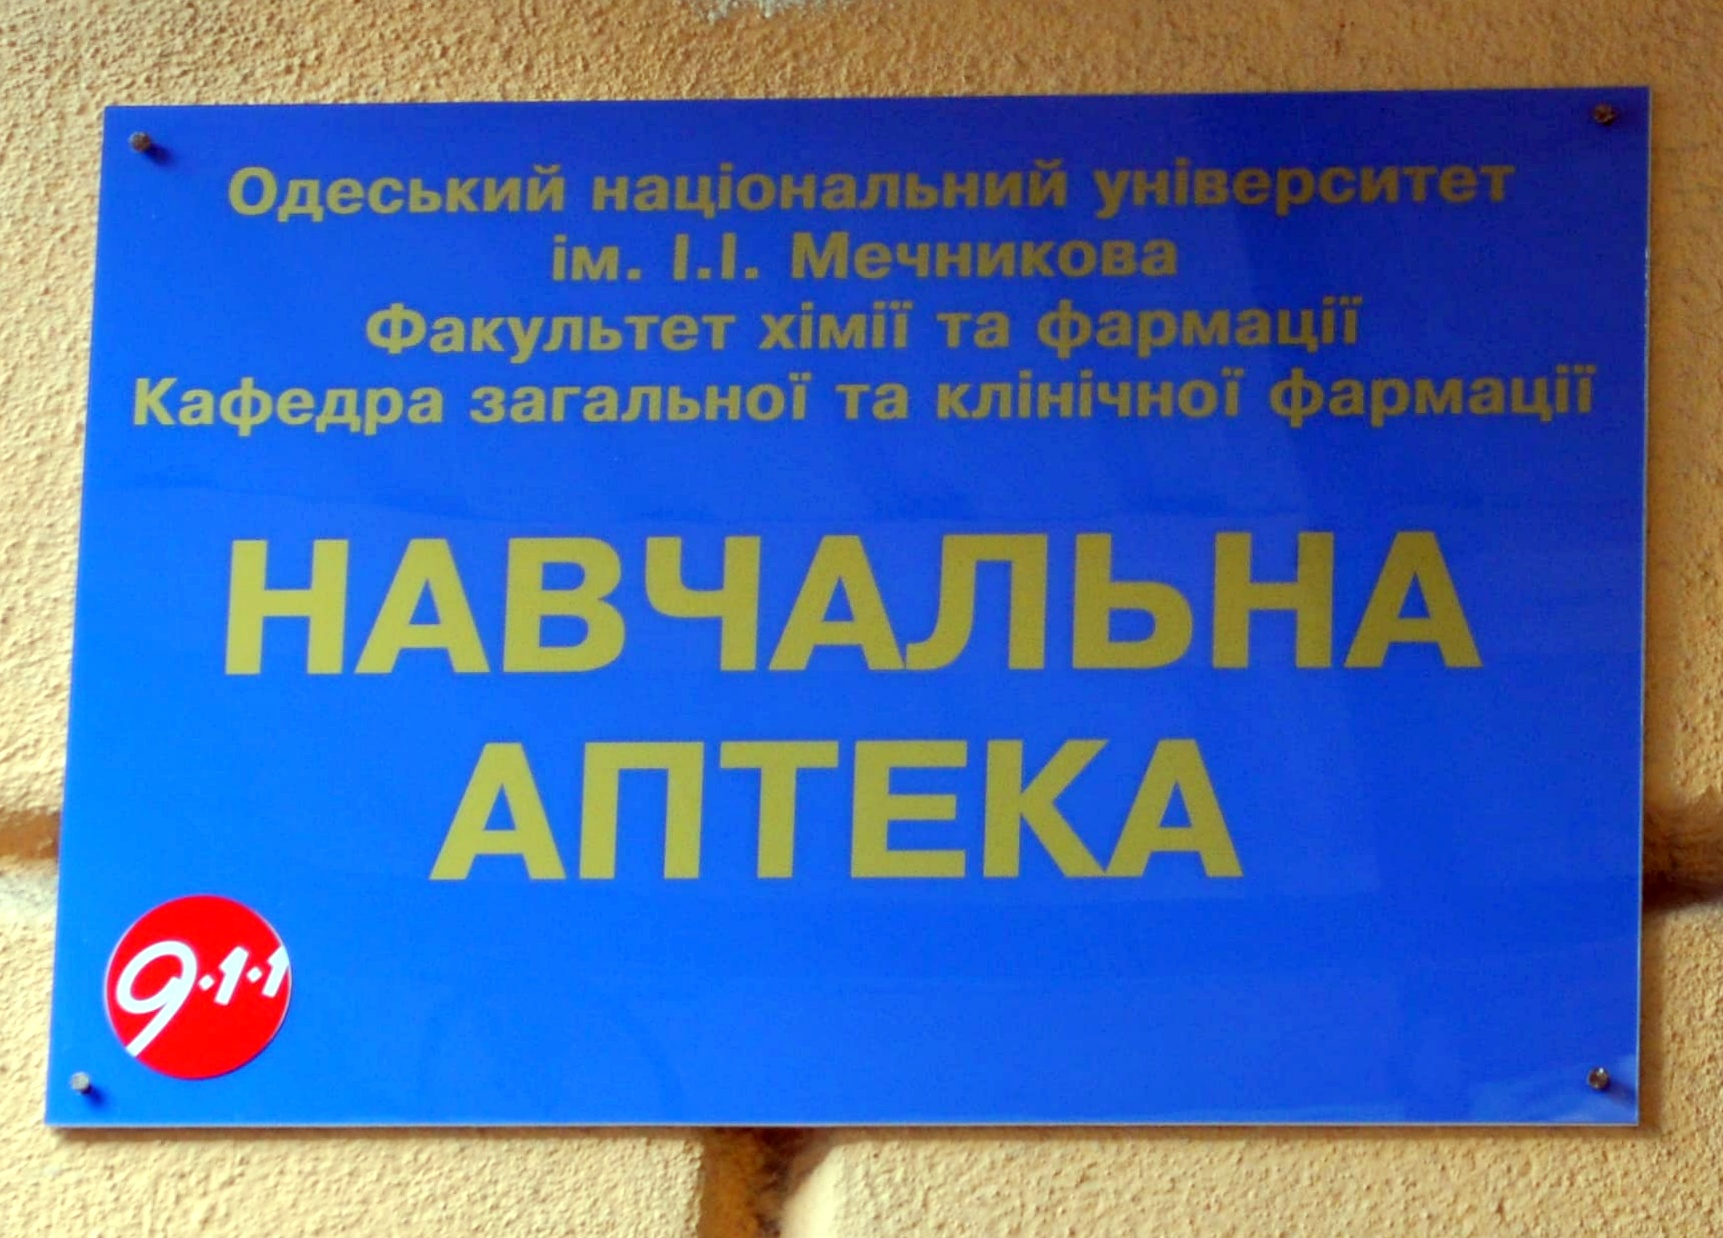 Одеський національний університет
ім. І.І. Мечникова
Факультет хімії та фармації
Кафедра загальної та клінічної фармації
НАВЧАЛЬНА
АПТЕКА
9·1·1